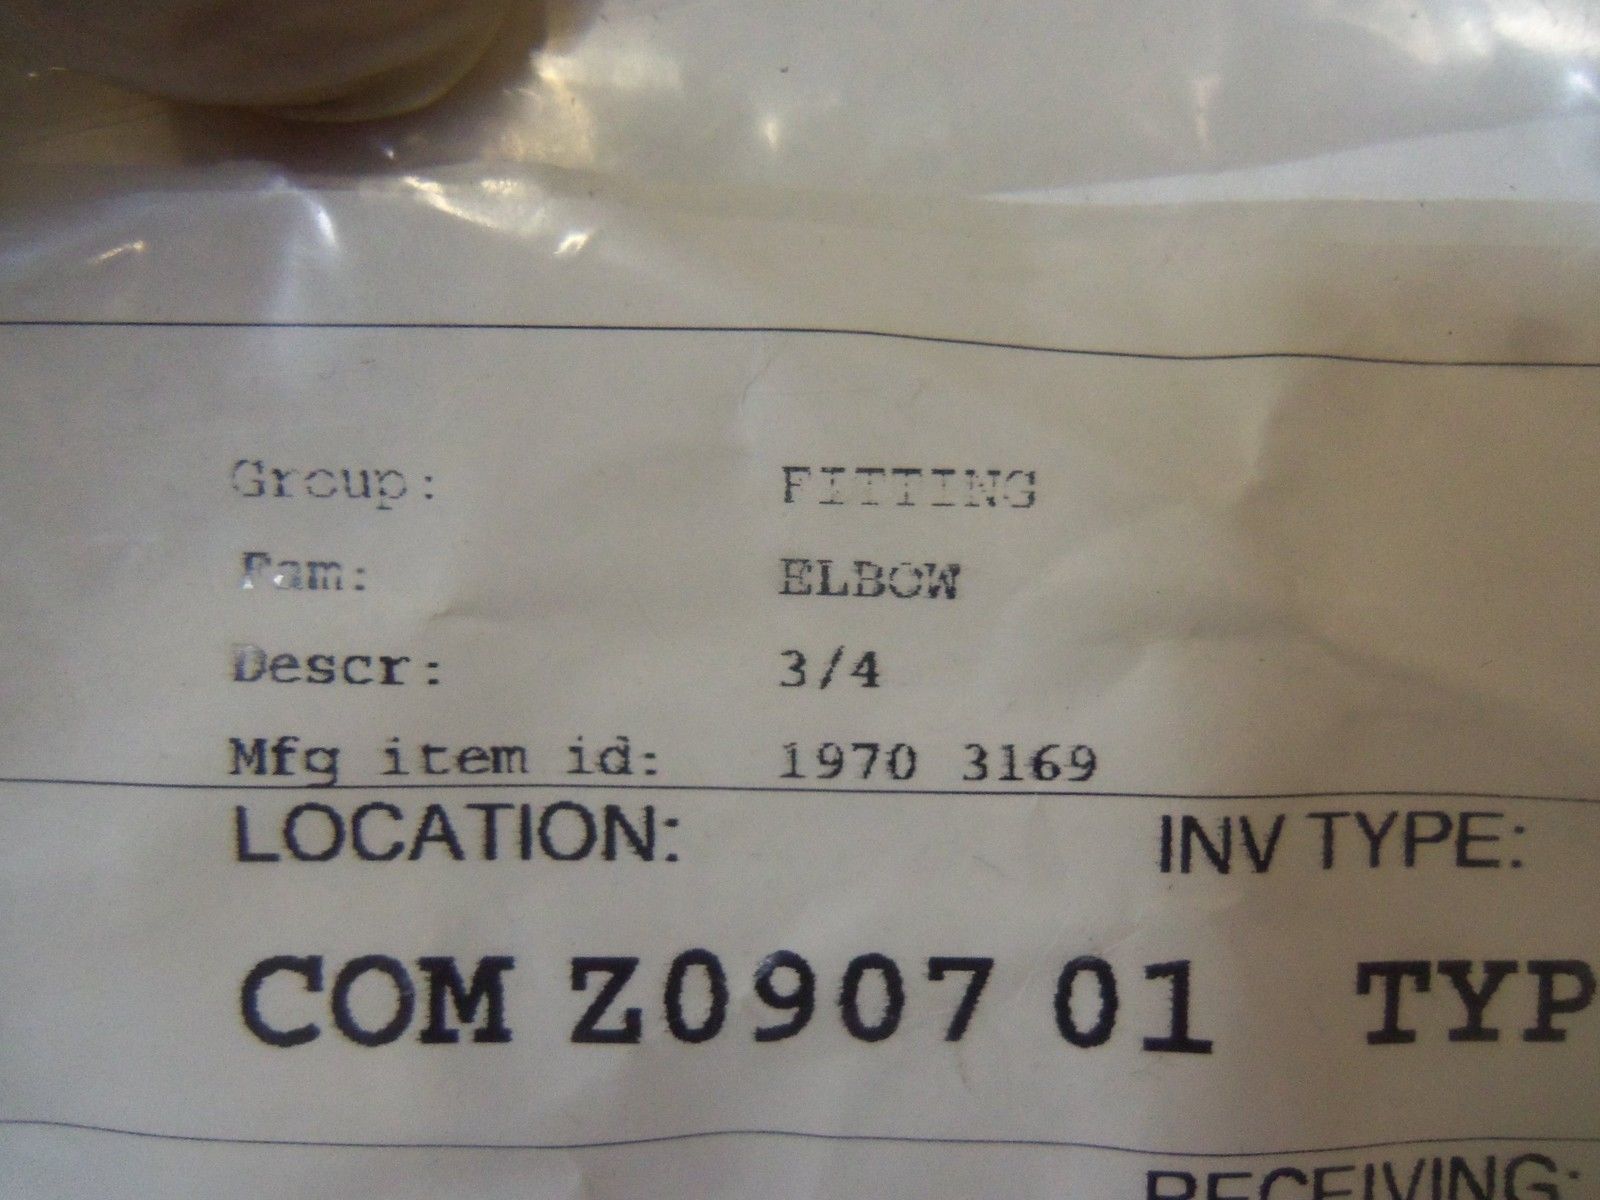 Group: FITTING
Fam: ELBOW
Descr: 3/4
Mfg item id: 1970 3169
LOCATION: INV TYPE:
COM Z0907 01 TYP
RECEIVING: